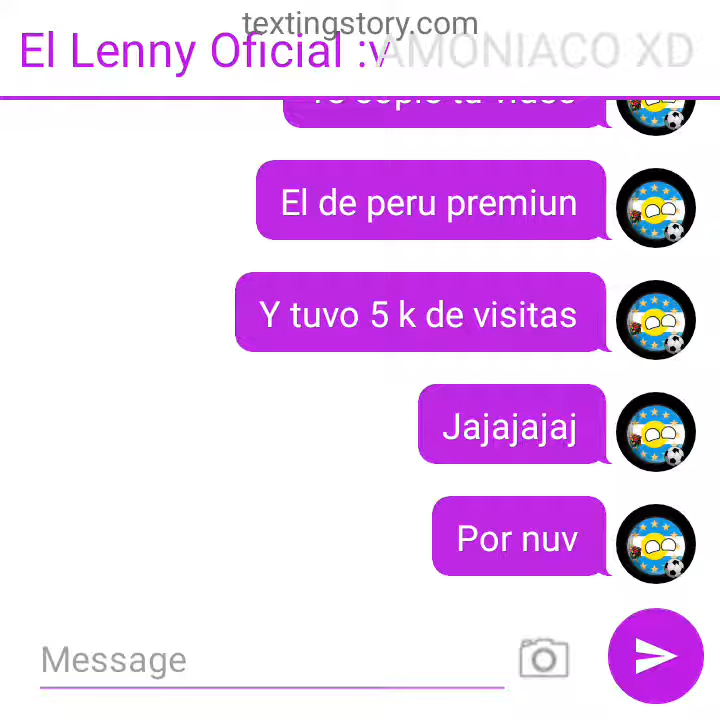 textingstory.com
El Lenny Oficial :v AMONIACO XD
El de peru premiun
Y tuvo 5 k de visitas
Jajajajaj
Por nuv
Message